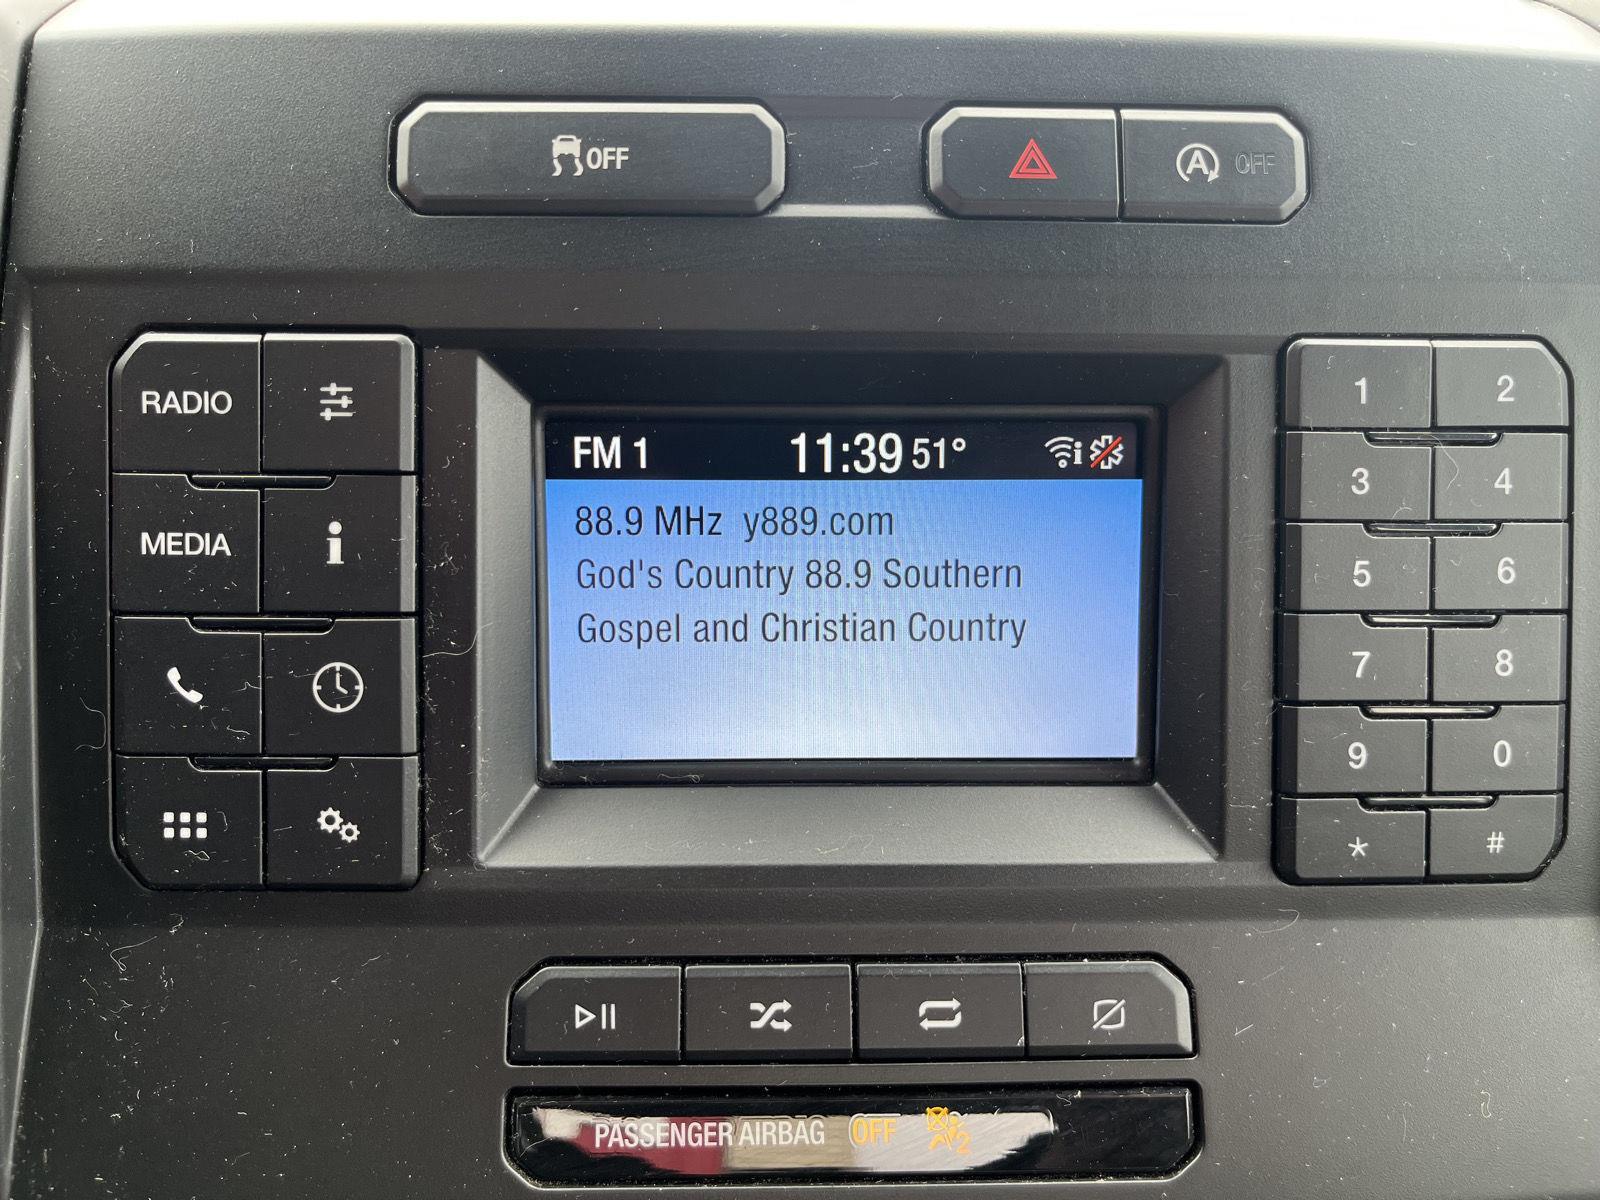 OFF
A OFF
RADIO
MEDIA
i
FM 1 11:39 51° i
88.9 MHz y889.com
God's Country 88.9 Southern
Gospel and Christian Country
1 2
3 4
5 6
7 8
9 0
* #
PASSENGER AIRBAG OFF 2